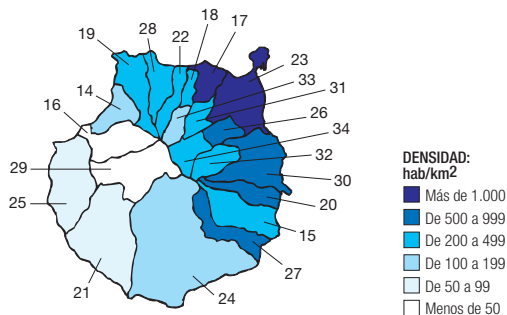 18
17
28
22
19
23
33
31
14
26
16
34
29
32
30
25
20
15
27
21
24
DENSIDAD:
hab/km2
Más de 1.000
De 500 a 999
De 200 a 499
De 100 a 199
De 50 a 99
Menos de 50